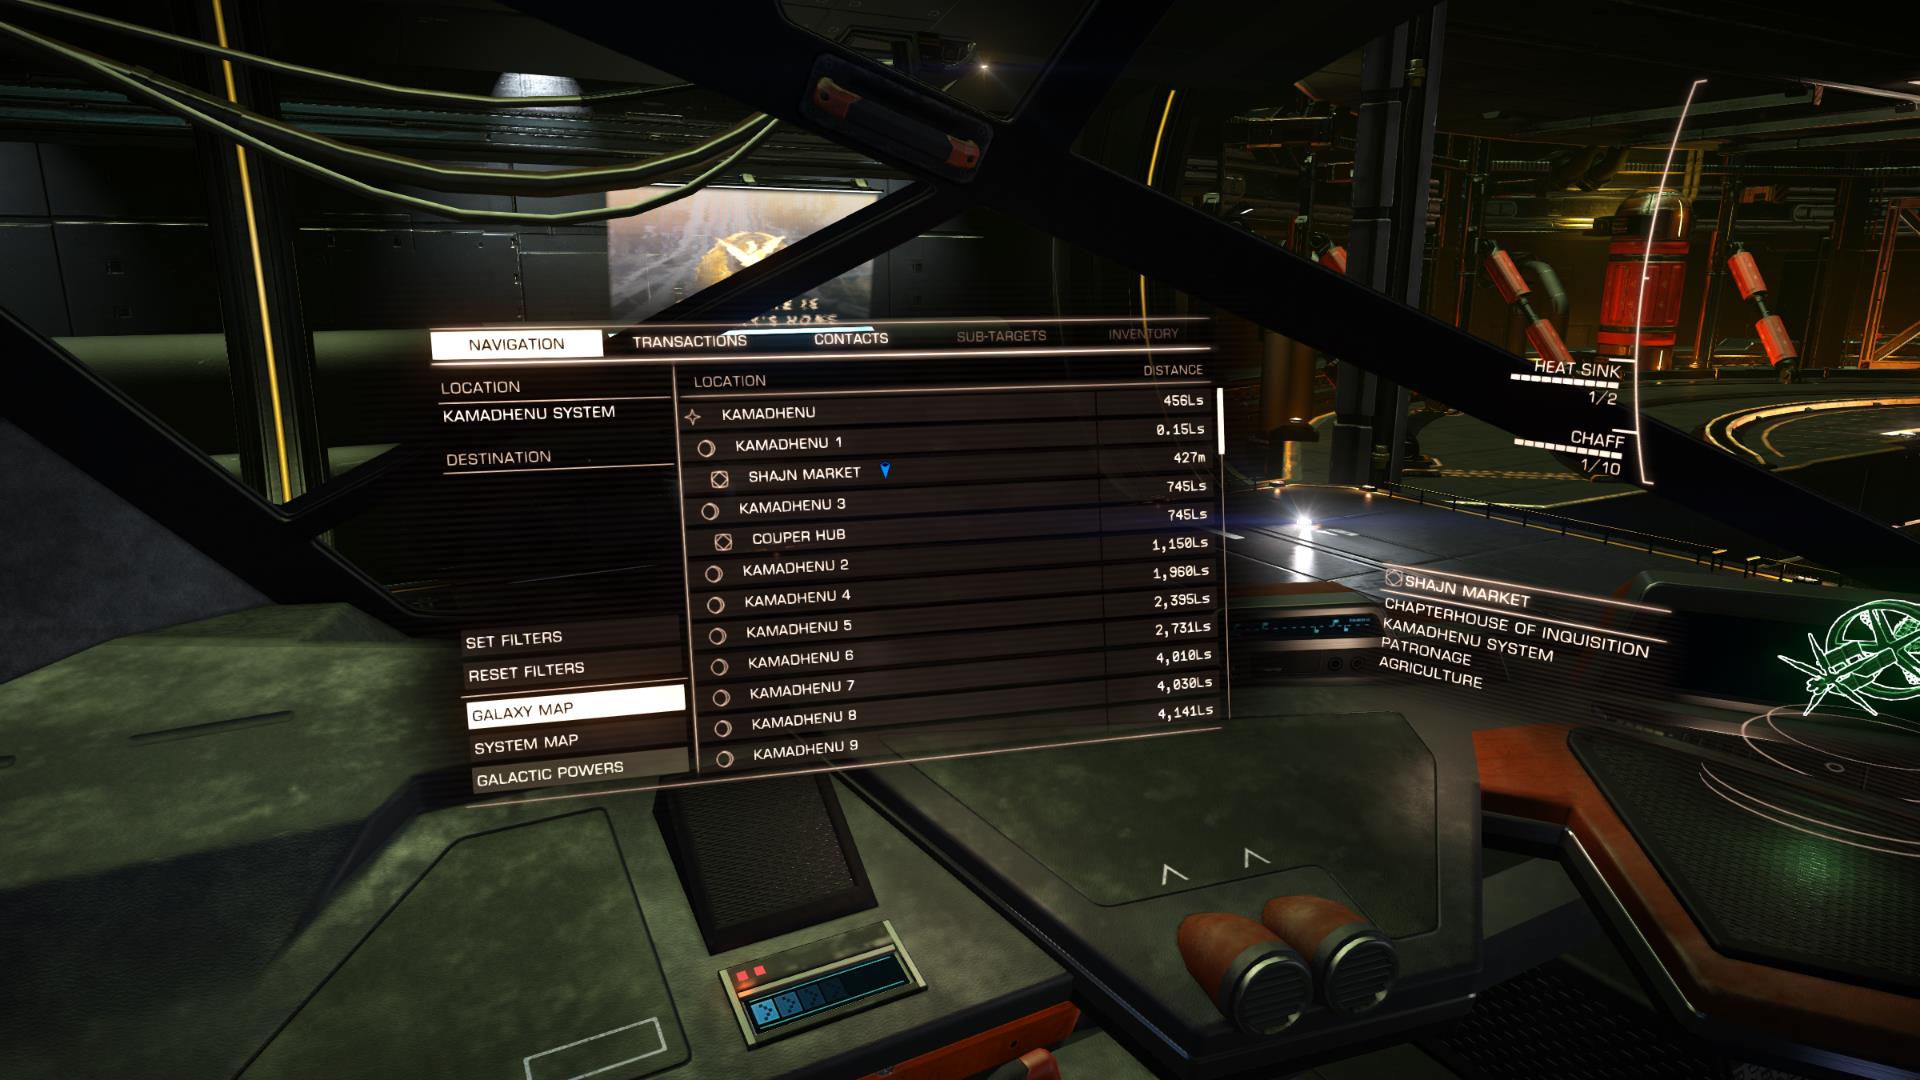 NAVIGATION
TRANSACTIONS
CONTACTS
SUB-TARGETS
INVENTORY
LOCATION
KAMADHENU SYSTEM
DESTINATION
SET FILTERS
RESET FILTERS
GALAXY MAP
SYSTEM MAP
GALACTIC POWERS
LOCATION DISTANCE
KAMADHENU 456Ls
KAMADHENU 1 0.15Ls
SHAJN MARKET 427m
KAMADHENU 3 745Ls
COUPER HUB 745Ls
KAMADHENU 2 1,150Ls
KAMADHENU 4 1,960Ls
KAMADHENU 5 2,395Ls
KAMADHENU 6 2,731Ls
KAMADHENU 7 4,010Ls
KAMADHENU 8 4,030Ls
KAMADHENU 9 4,141Ls
HEAT SINK
1/2
CHAFF
1/10
SHAJN MARKET
CHAPTERHOUSE OF INQUISITION
KAMADHENU SYSTEM
PATRONAGE
AGRICULTURE